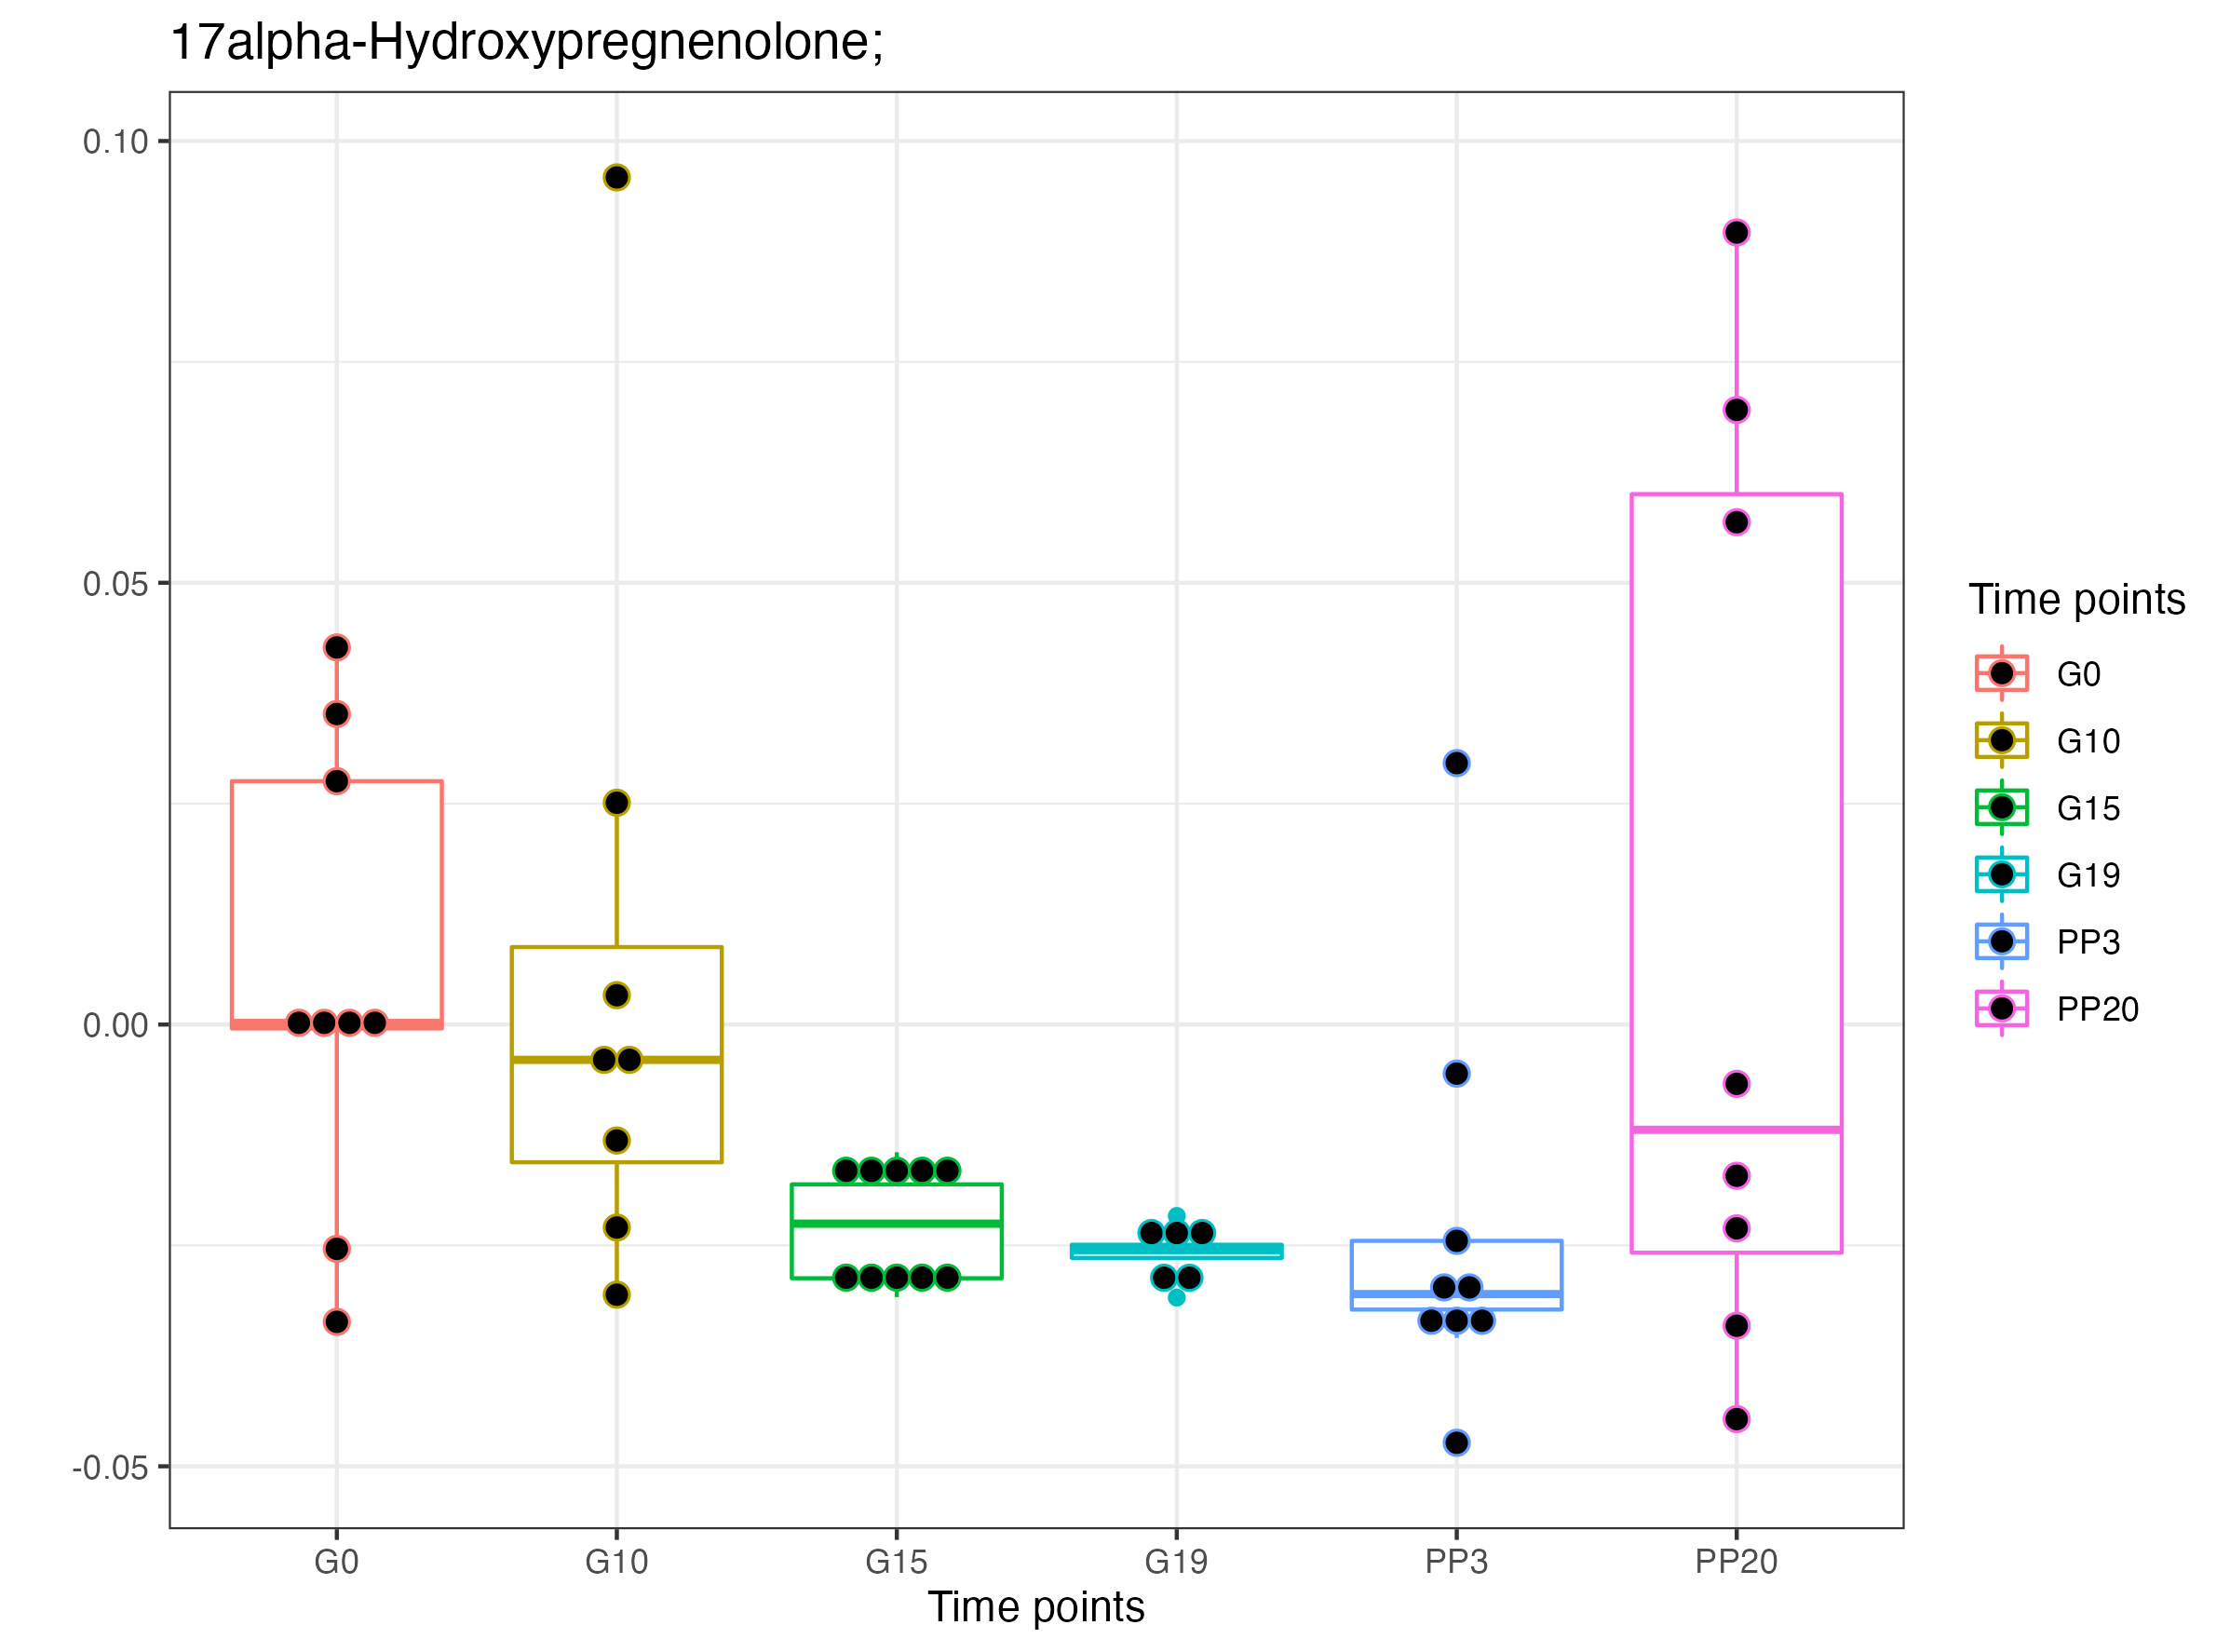 17alpha-Hydroxypregnenolone;
0.10
0.05
0.00
-0.05
G0
G10
G15
G19
PP3
PP20
Time points
Time points
G0
G10
G15
G19
PP3
PP20